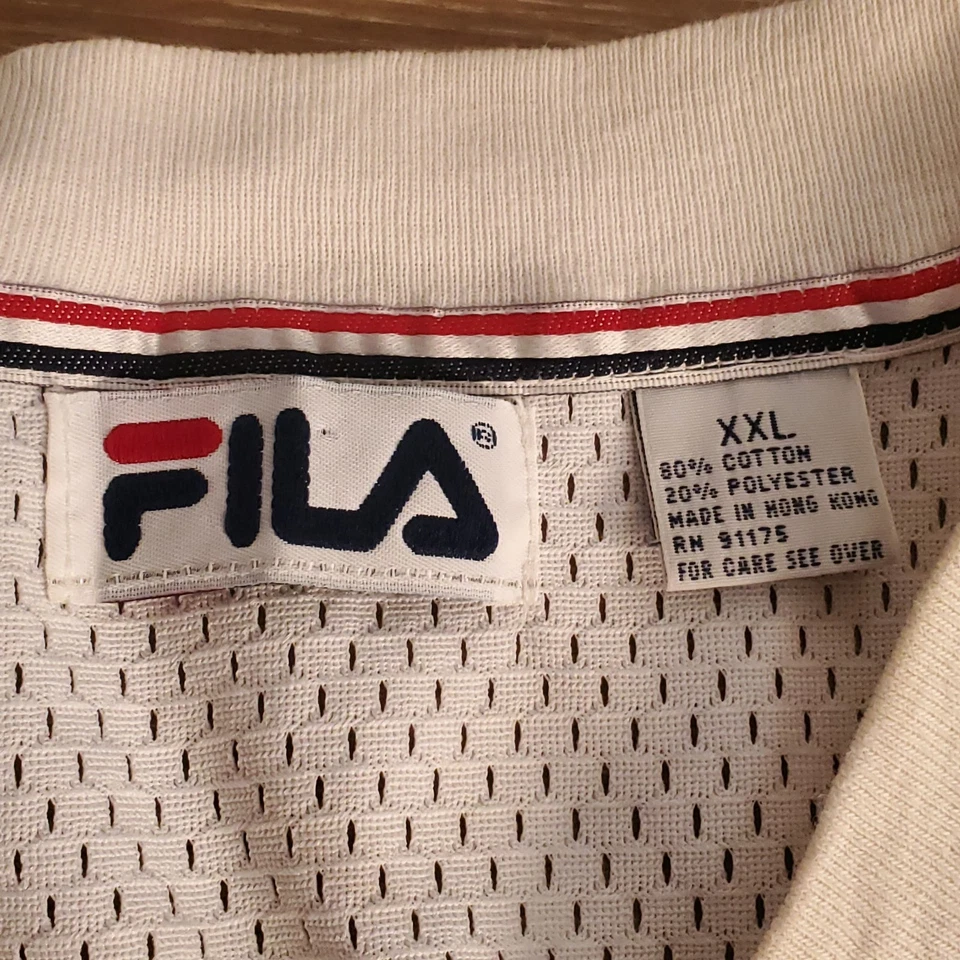 FILA®
XXL
80% COTTON
20% POLYESTER
MADE IN HONG KONG
RN 91175
FOR CARE SEE OVER